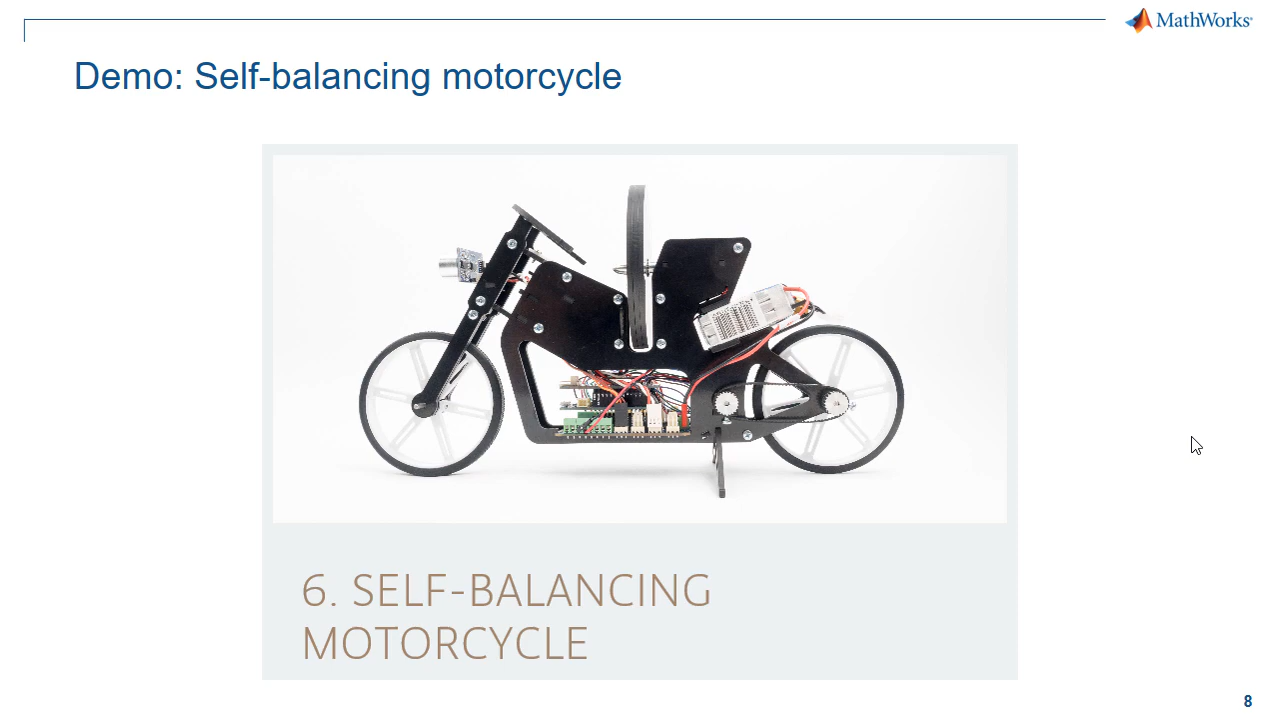 MathWorks
Demo: Self-balancing motorcycle
6. SELF-BALANCING
MOTORCYCLE
8